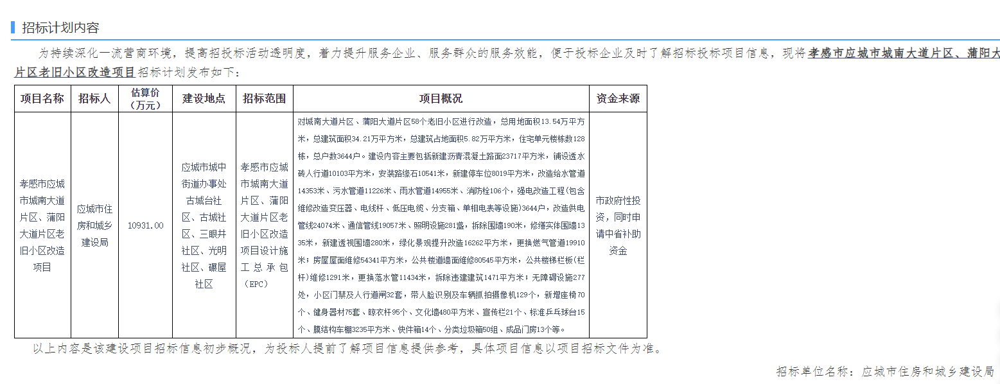 招标计划内容
为持续深化一流营商环境，提高招投标活动透明度，着力提升服务企业、服务群众的服务效能，便于投标企业及时了解招标投标项目信息，现将孝感市应城市城南大道片区、蒲阳大
片区老旧小区改造项目招标计划发布如下：
项目名称
招标人
估算价
（万元）
建设地点
招标范围
项目概况
资金来源
孝感市应城
市城南大道
片区、蒲阳
大道片区老
旧小区改造
项目
应城市住
房和城乡
建设局
10931.00
应城市城中
街道办事处
古城台社
区、古城社
区、三眼井
社区、光明
社区、碾屋
社区
孝感市应城
市城南大道
片区、蒲阳
大道片区老
旧小区改造
项目设计施
工总承包
（EPC）
对城南大道片区、蒲阳大道片区58个老旧小区进行改造，总用地面积13.54万平方
米，总建筑面积34.21万平方米，总建筑占地面积5.82万平方米，住宅单元楼栋数128
栋，总户数3644户。建设内容主要包括新建沥青混凝土路面23717平方米，铺设透水
砖人行道10103平方米，安装路缘石10541米，新建停车位8019平方米，改造给水管道
14353米、污水管道11226米、雨水管道14955米、消防栓106个，强电改造工程(包含
维修改造变压器、电线杆、低压电缆、分支箱、单相电表等设施)3644户，改造供电
管线24074米、通信管线19057米、照明设施281盏，拆除围墙190米，修缮实体围墙13
35米，新建透视围墙280米，绿化景观提升改造16262平方米，更换燃气管道19910
米；房屋屋面维修54341平方米，公共楼道墙面维修80545平方米，公共楼梯栏板(栏
杆)维修1291米，更换落水管11434米，拆除违建建筑1471平方米；无障碍设施277
处，小区门禁及人行道闸32套，带人脸识别及车辆抓拍摄像机129个，新增座椅70
个、健身器材75套、晾衣杆95个、文化墙480平方米、宣传栏21个、标准乒乓球台15
个、膜结构车棚3235平方米、快件箱14个、分类垃圾箱50组、成品门房13个等。
市政府性投
资，同时申
请中省补助
资金
以上内容是该建设项目招标信息初步概况，为投标人提前了解项目信息提供参考，具体项目信息以项目招标文件为准。
招标单位名称：应城市住房和城乡建设局